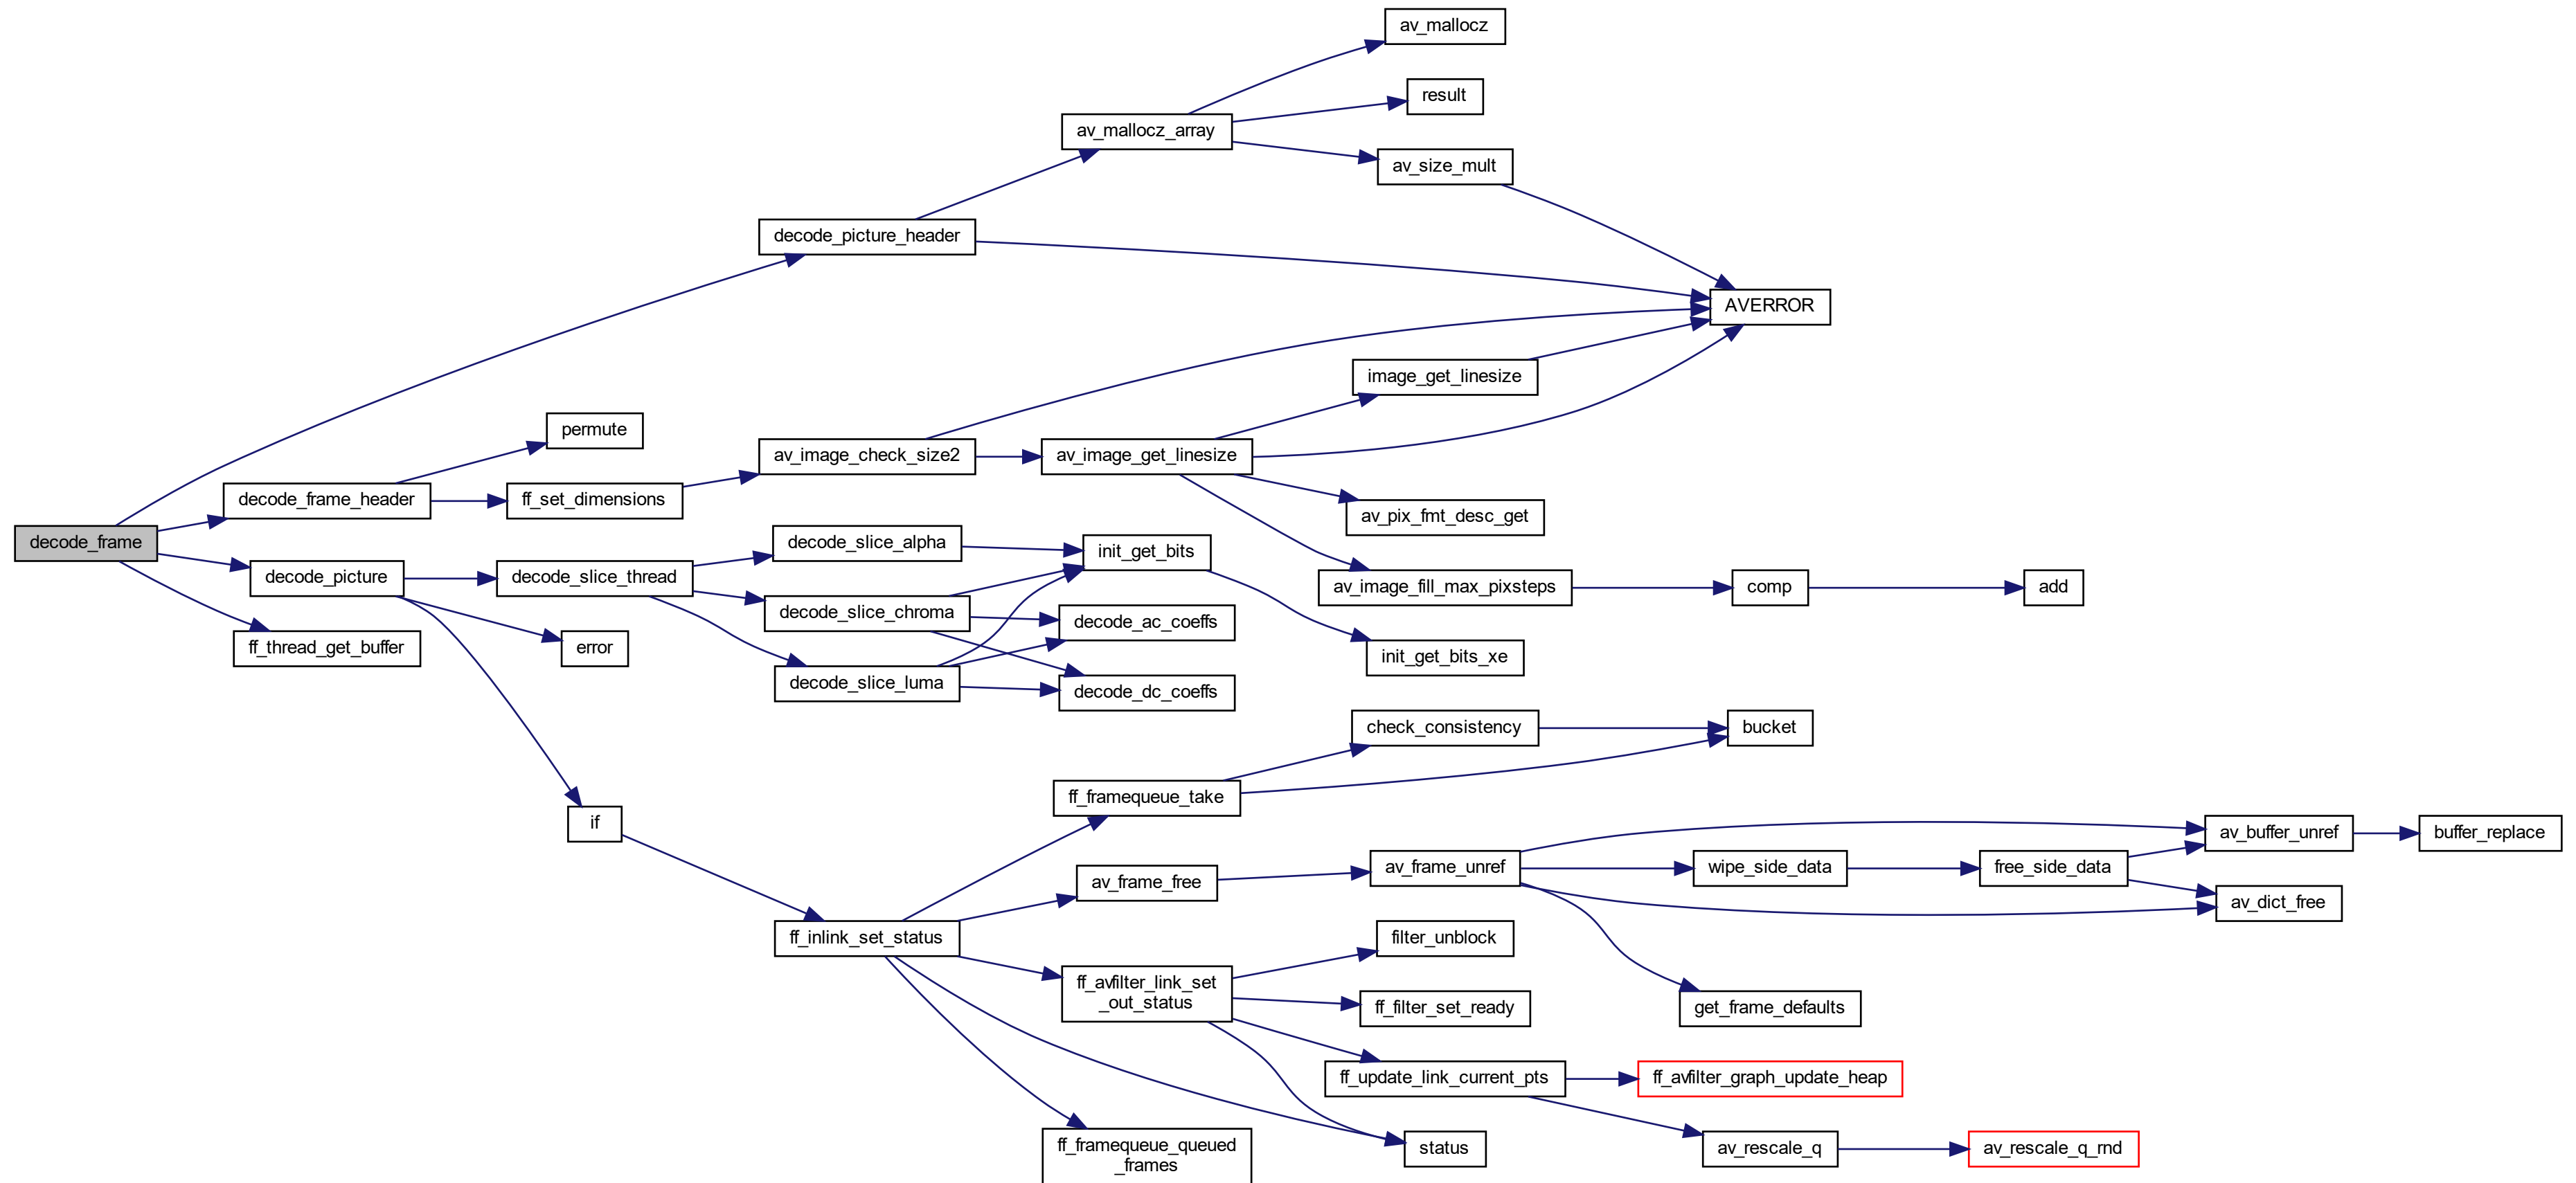 av_mallocz
result
av_mallocz_array
av_size_mult
decode_picture_header
AVERROR
image_get_linesize
permute
av_image_check_size2
av_image_get_linesize
decode_frame_header
ff_set_dimensions
av_pix_fmt_desc_get
decode_frame
decode_slice_alpha
init_get_bits
decode_picture
decode_slice_thread
av_image_fill_max_pixsteps
comp
add
decode_slice_chroma
decode_ac_coeffs
ff_thread_get_buffer
error
init_get_bits_xe
decode_slice_luma
decode_dc_coeffs
check_consistency
bucket
ff_framequeue_take
if
av_buffer_unref
buffer_replace
av_frame_unref
wipe_side_data
free_side_data
av_frame_free
av_dict_free
ff_inlink_set_status
filter_unblock
ff_avfilter_link_set
_out_status
ff_filter_set_ready
get_frame_defaults
ff_update_link_current_pts
ff_avfilter_graph_update_heap
ff_framequeue_queued
_frames
status
av_rescale_q
av_rescale_q_rnd